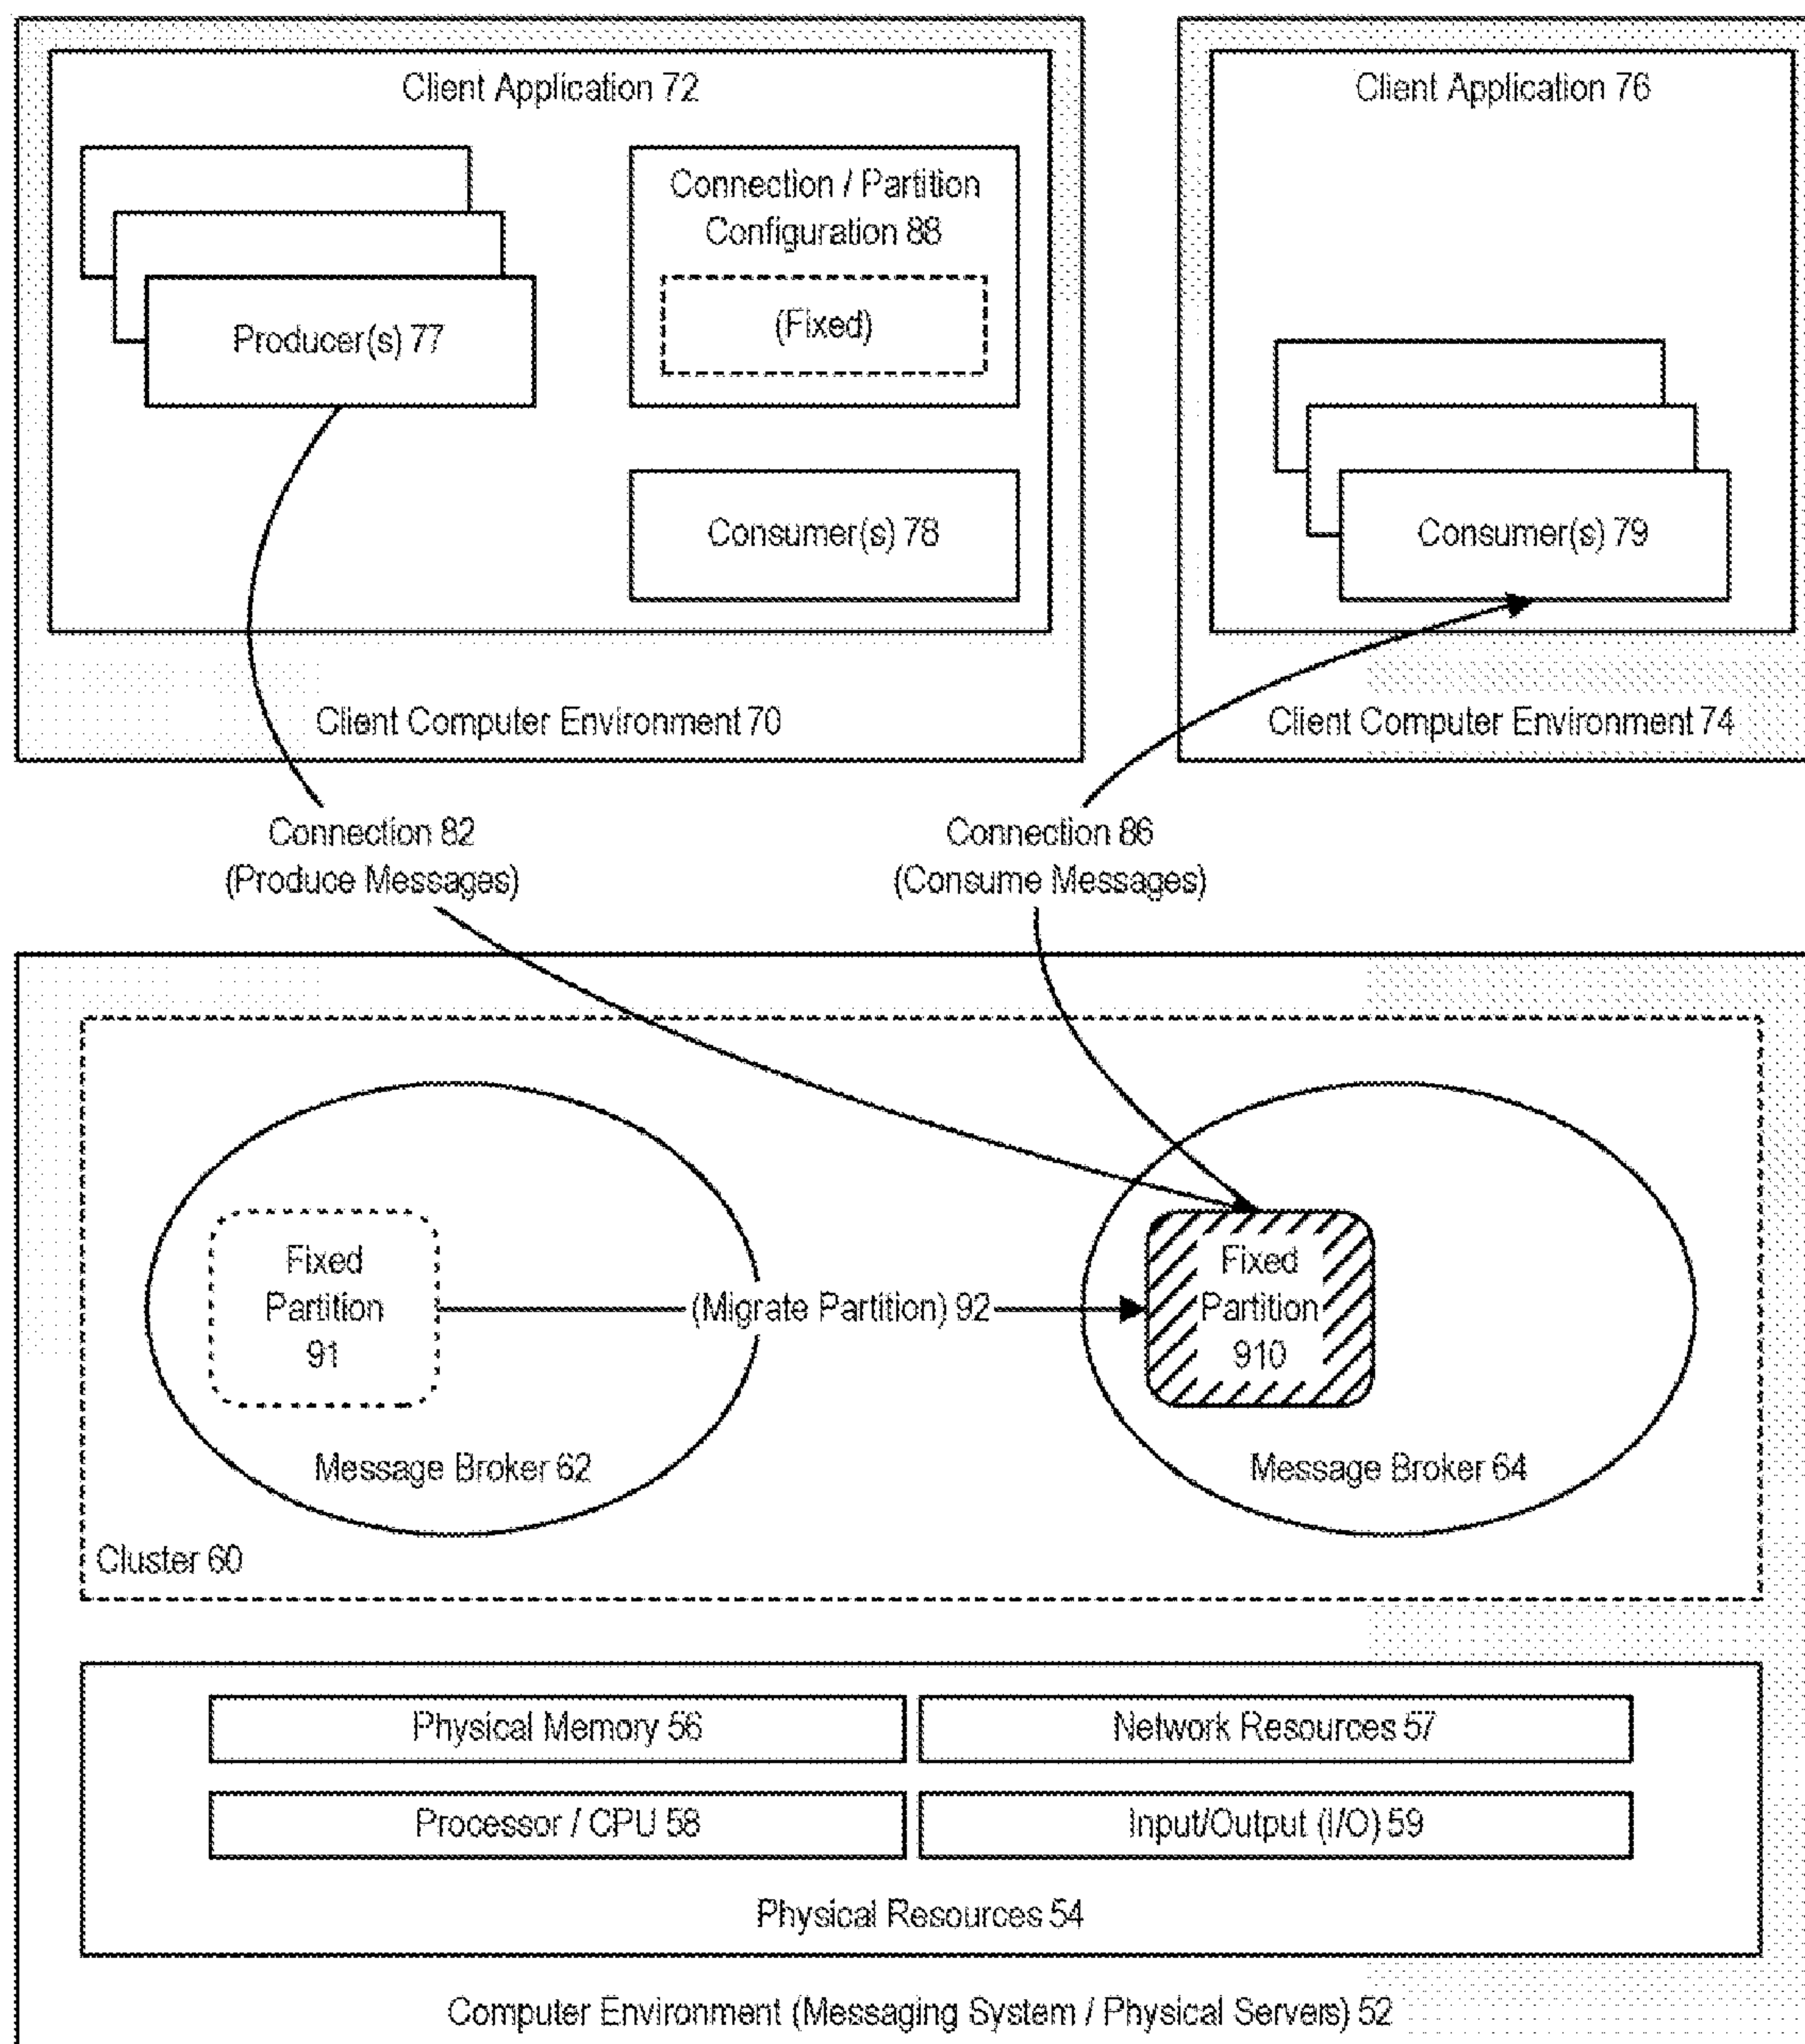 Client Application 72
Connection / Partition
Configuration 88
(Fixed)
Producer(s) 77
Consumer(s) 78
Client Computer Environment 70
Client Application 76
Consumer(s) 79
Client Computer Environment 74
Connection 82
(Produce Messages)
Connection 86
(Consume Messages)
Fixed
Partition
91
(Migrate Partition) 92
Fixed
Partition
910
Message Broker 62
Message Broker 64
Cluster 60
Physical Memory 56
Network Resources 57
Processor / CPU 58
Input/Output (I/O) 59
Physical Resources 54
Computer Environment (Messaging System / Physical Servers) 52